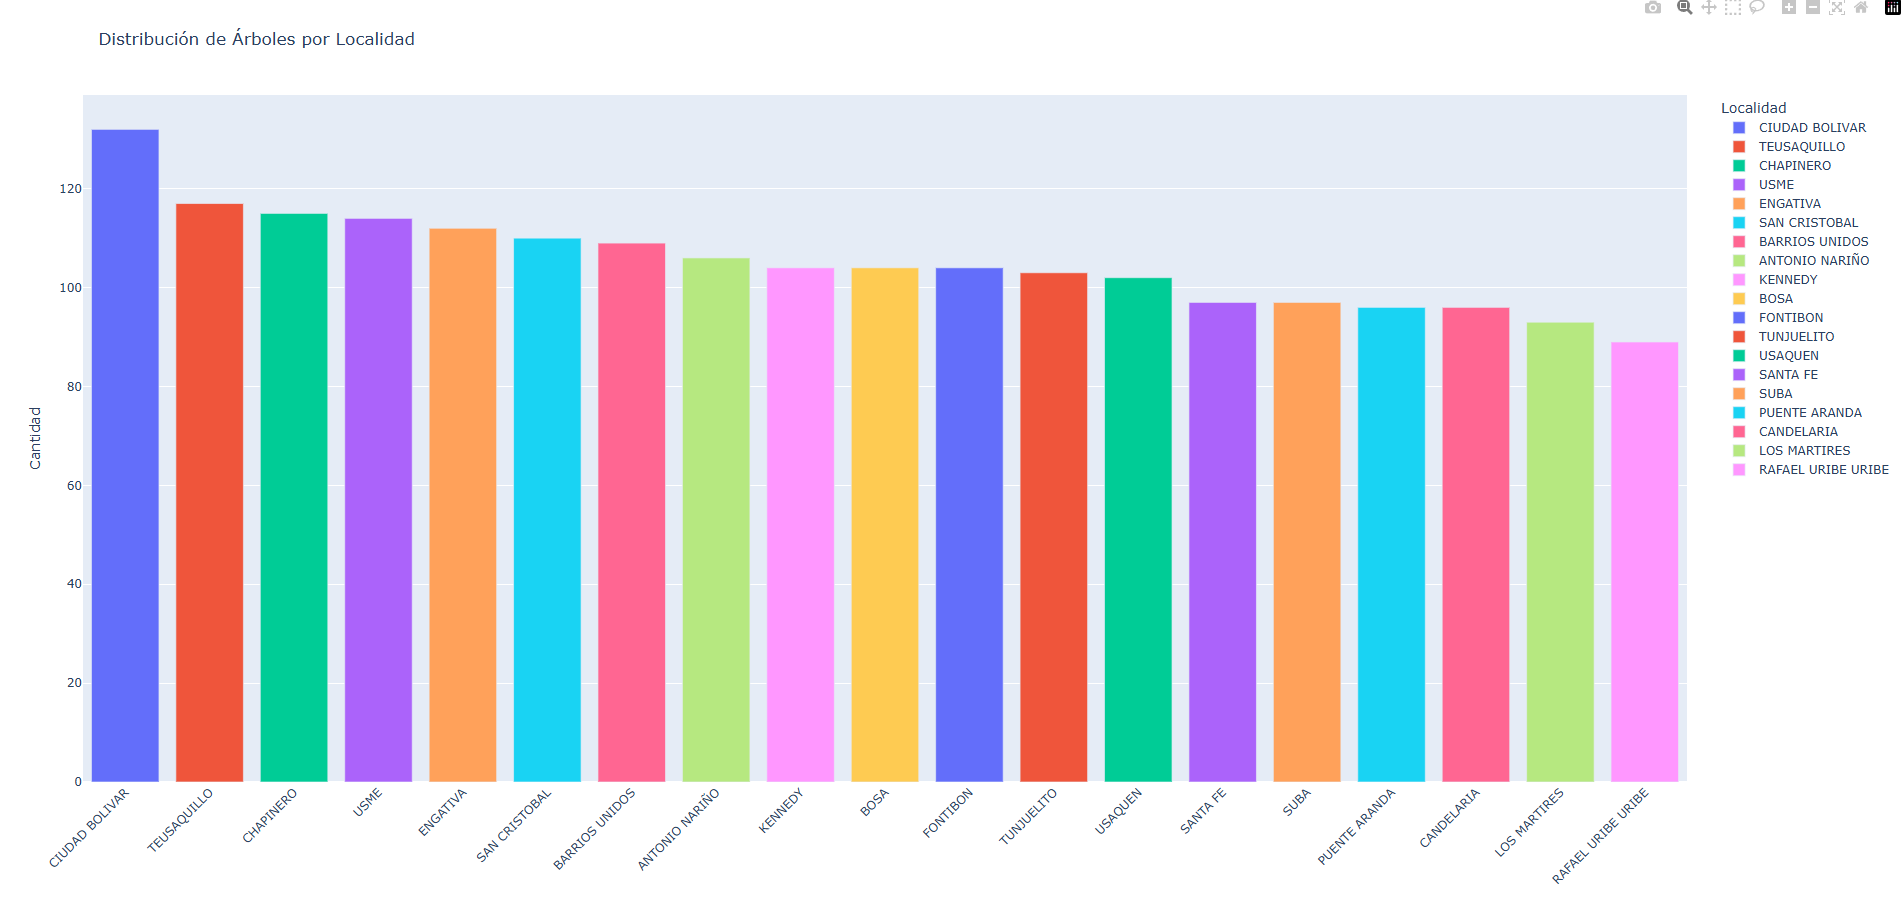 Distribución de Árboles por Localidad
Cantidad
120
100
80
60
40
20
0
CIUDAD BOLIVAR
TEUSAQUILLO
CHAPINERO
USME
ENGATIVA
SAN CRISTOBAL
BARRIOS UNIDOS
ANTONIO NARIÑO
KENNEDY
BOSA
FONTIBON
TUNJUELITO
USAQUEN
SANTA FE
SUBA
PUENTE ARANDA
CANDELARIA
LOS MARTIRES
RAFAEL URIBE URIBE
Localidad
CIUDAD BOLIVAR
TEUSAQUILLO
CHAPINERO
USME
ENGATIVA
SAN CRISTOBAL
BARRIOS UNIDOS
ANTONIO NARIÑO
KENNEDY
BOSA
FONTIBON
TUNJUELITO
USAQUEN
SANTA FE
SUBA
PUENTE ARANDA
CANDELARIA
LOS MARTIRES
RAFAEL URIBE URIBE